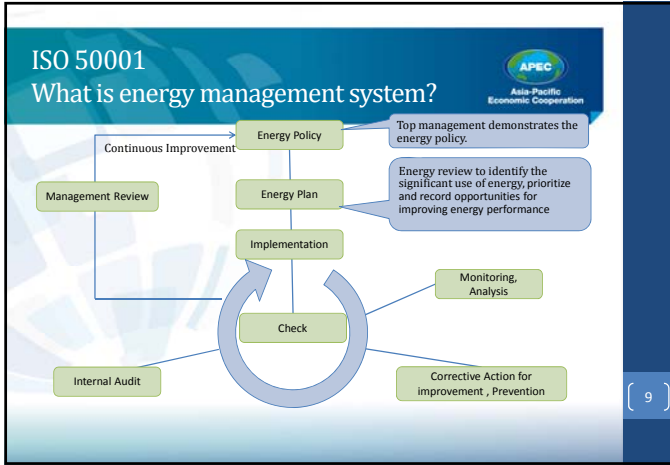 ISO 50001
What is energy management system?
APEC
Asia-Pacific
Economic Cooperation
Energy Policy
Top management demonstrates the
energy policy.
Continuous Improvement
Energy review to identify the
significant use of energy, prioritize
and record opportunities for
improving energy performance
Management Review
Energy Plan
Implementation
Monitoring,
Analysis
Check
Internal Audit
Corrective Action for
improvement , Prevention
9